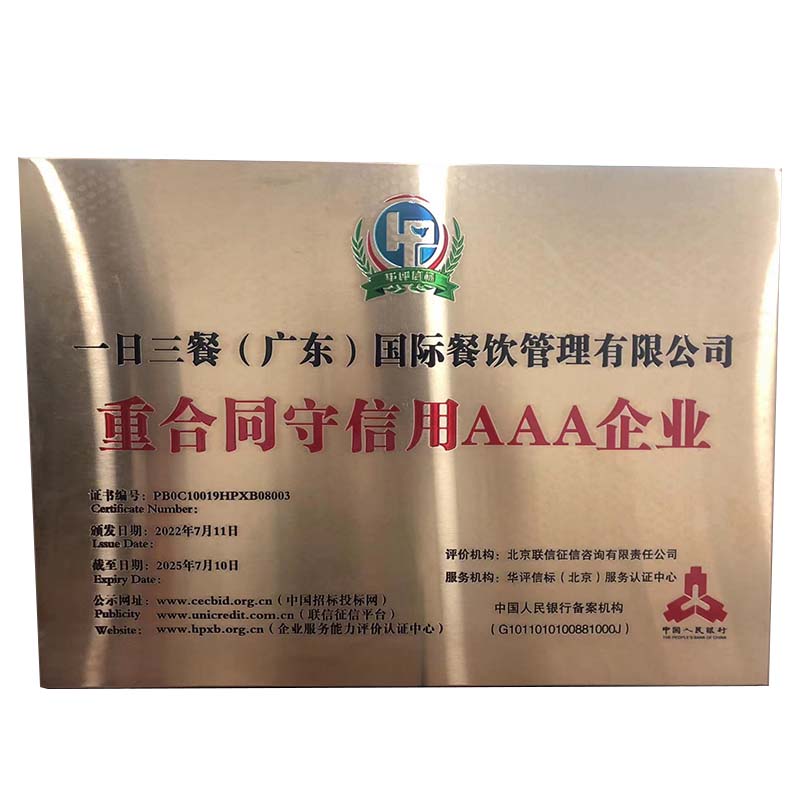 华评信标
一日三餐（广东）国际餐饮管理有限公司
重合同守信用AAA企业
证书编号：PB0C10019HPXB08003
Certificate Number：
颁发日期：2022年7月11日
Lssue Date：
截至日期：2025年7月10日
Expiry Date：
公示网址：www.cecbid.org.cn（中国招标投标网）
Publicity www.unicredit.com.cn（联信征信平台）
Website： www.hpxb.org.cn（企业服务能力评价认证中心）
评价机构：北京联信征信咨询有限责任公司
服务机构：华评信标（北京）服务认证中心
中国人民银行备案机构
（G1011010100881000J）
中国人民银行
THE PEOPLE'S BANK OF CHINA